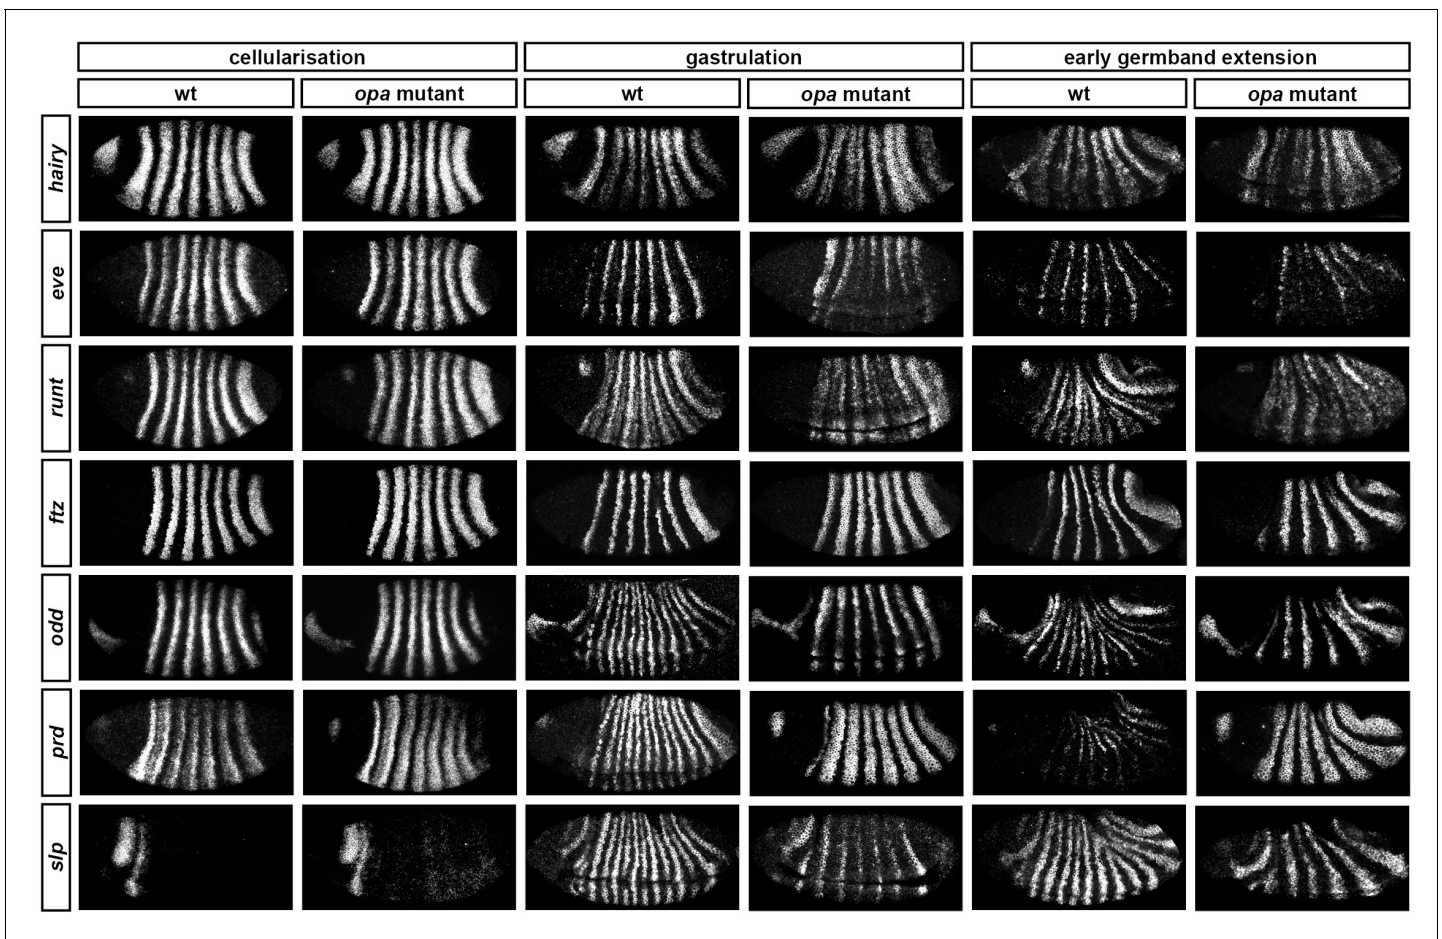 cellularisation gastrulation early germband extension
wt opa mutant wt opa mutant wt opa mutant
hairy
eve
runt
ftz
odd
prd
slp